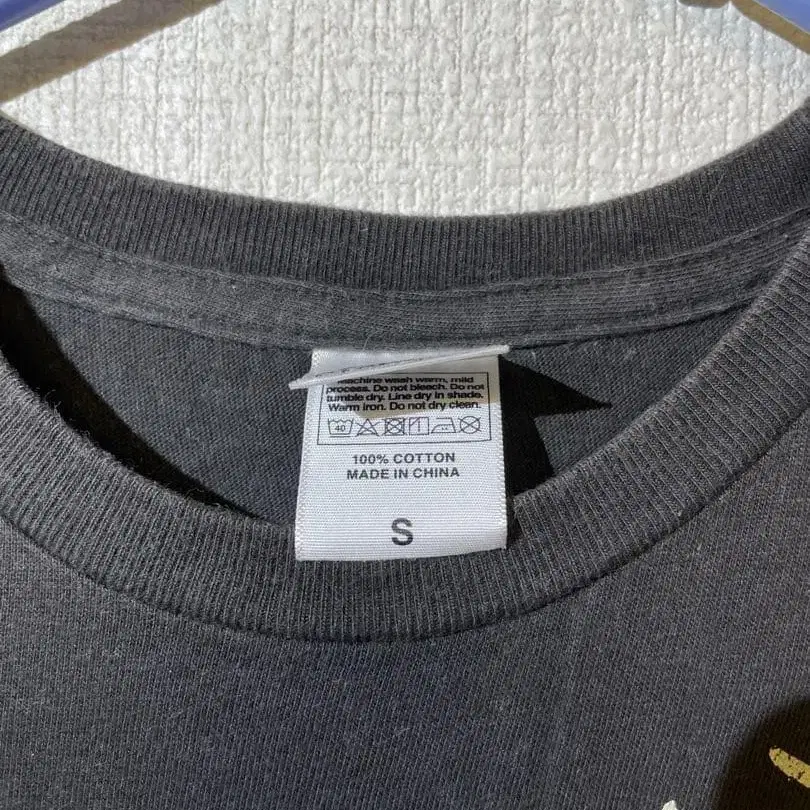 Machine wash warm, mild
process. Do not bleach. Do not
tumble dry. Line dry in shade.
Warm iron. Do not dry clean.
40
100% COTTON
MADE IN CHINA
S